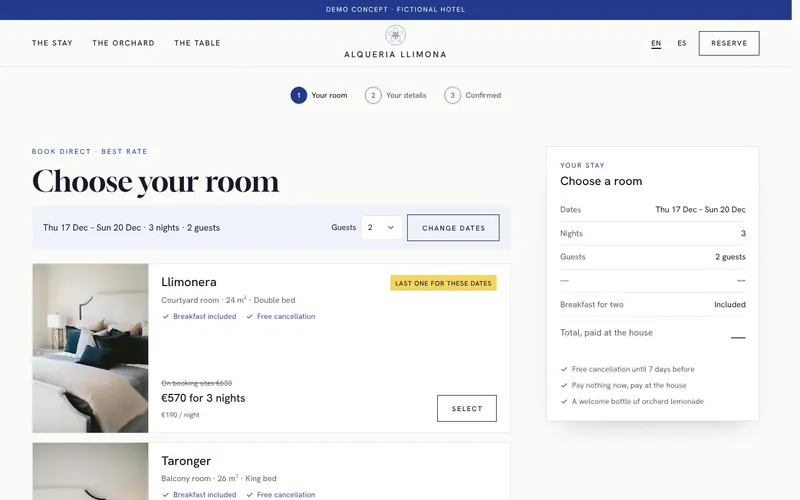 DEMO CONCEPT · FICTIONAL HOTEL
THE STAY THE ORCHARD THE TABLE
ALQUERIA LLIMONA
EN ES RESERVE
1 Your room 2 Your details 3 Confirmed
BOOK DIRECT · BEST RATE
Choose your room
Thu 17 Dec – Sun 20 Dec · 3 nights · 2 guests
Guests 2 CHANGE DATES
Llimonera
LAST ONE FOR THESE DATES
Courtyard room · 24 m² · Double bed
Breakfast included Free cancellation
On booking sites €633
€570 for 3 nights
€190 / night
SELECT
Taronger
Balcony room · 26 m² · King bed
Breakfast included Free cancellation
YOUR STAY
Choose a room
Dates Thu 17 Dec – Sun 20 Dec
Nights 3
Guests 2 guests
— —
Breakfast for two Included
Total, paid at the house —
Free cancellation until 7 days before
Pay nothing now, pay at the house
A welcome bottle of orchard lemonade